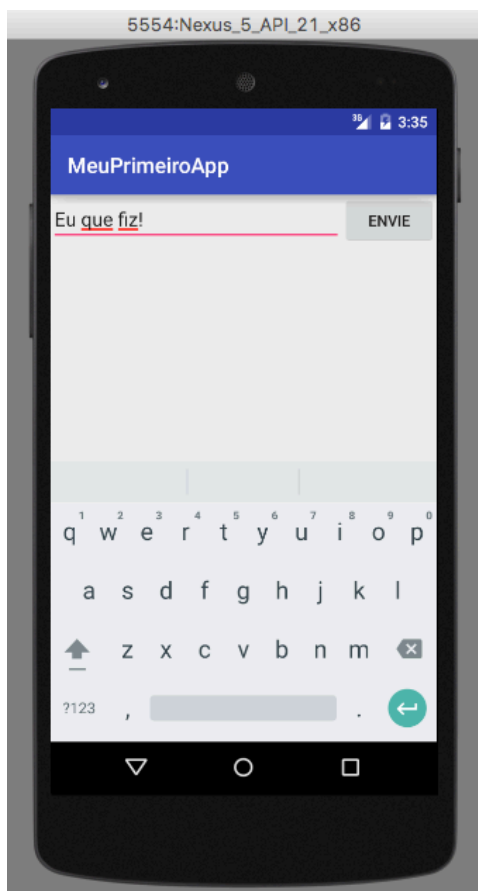 5554:Nexus_5_API_21_x86
3G 3:35
MeuPrimeiroApp
Eu que fiz! ENVIE
1 2 3 4 5 6 7 8 9 0
q w e r t y u i o p
a s d f g h j k l
z x c v b n m
?123 , .